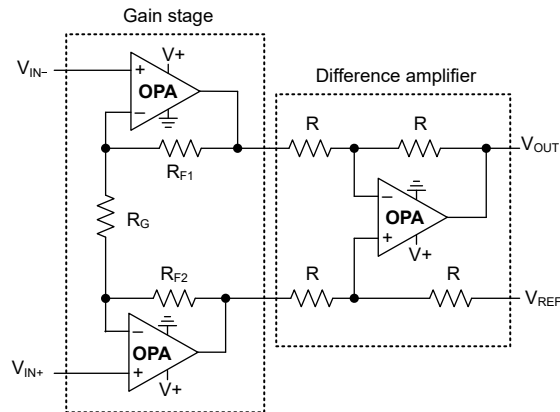 Gain stage
V+
VIN−
+
OPA
−
Difference amplifier
RF1
R
R
VOUT
−
RG
OPA
+
V+
RF2
R
R
VREF
−
OPA
VIN+
+
V+